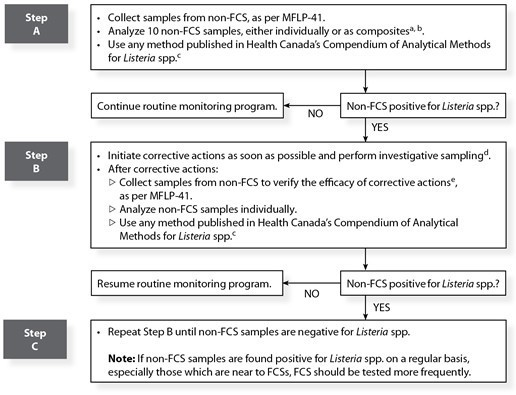 Step
A
• Collect samples from non-FCS, as per MFLP-41.
• Analyze 10 non-FCS samples, either individually or as compositesa, b.
• Use any method published in Health Canada's Compendium of Analytical Methods
for Listeria spp.c
Continue routine monitoring program.
NO
Non-FCS positive for Listeria spp.?
YES
Step
B
• Initiate corrective actions as soon as possible and perform investigative samplingd.
• After corrective actions:
▷ Collect samples from non-FCS to verify the efficacy of corrective actionse,
as per MFLP-41.
▷ Analyze non-FCS samples individually.
▷ Use any method published in Health Canada's Compendium of Analytical
Methods for Listeria spp.c
Resume routine monitoring program.
NO
Non-FCS positive for Listeria spp.?
YES
Step
C
• Repeat Step B until non-FCS samples are negative for Listeria spp.
Note: If non-FCS samples are found positive for Listeria spp. on a regular basis,
especially those which are near to FCSs, FCS should be tested more frequently.